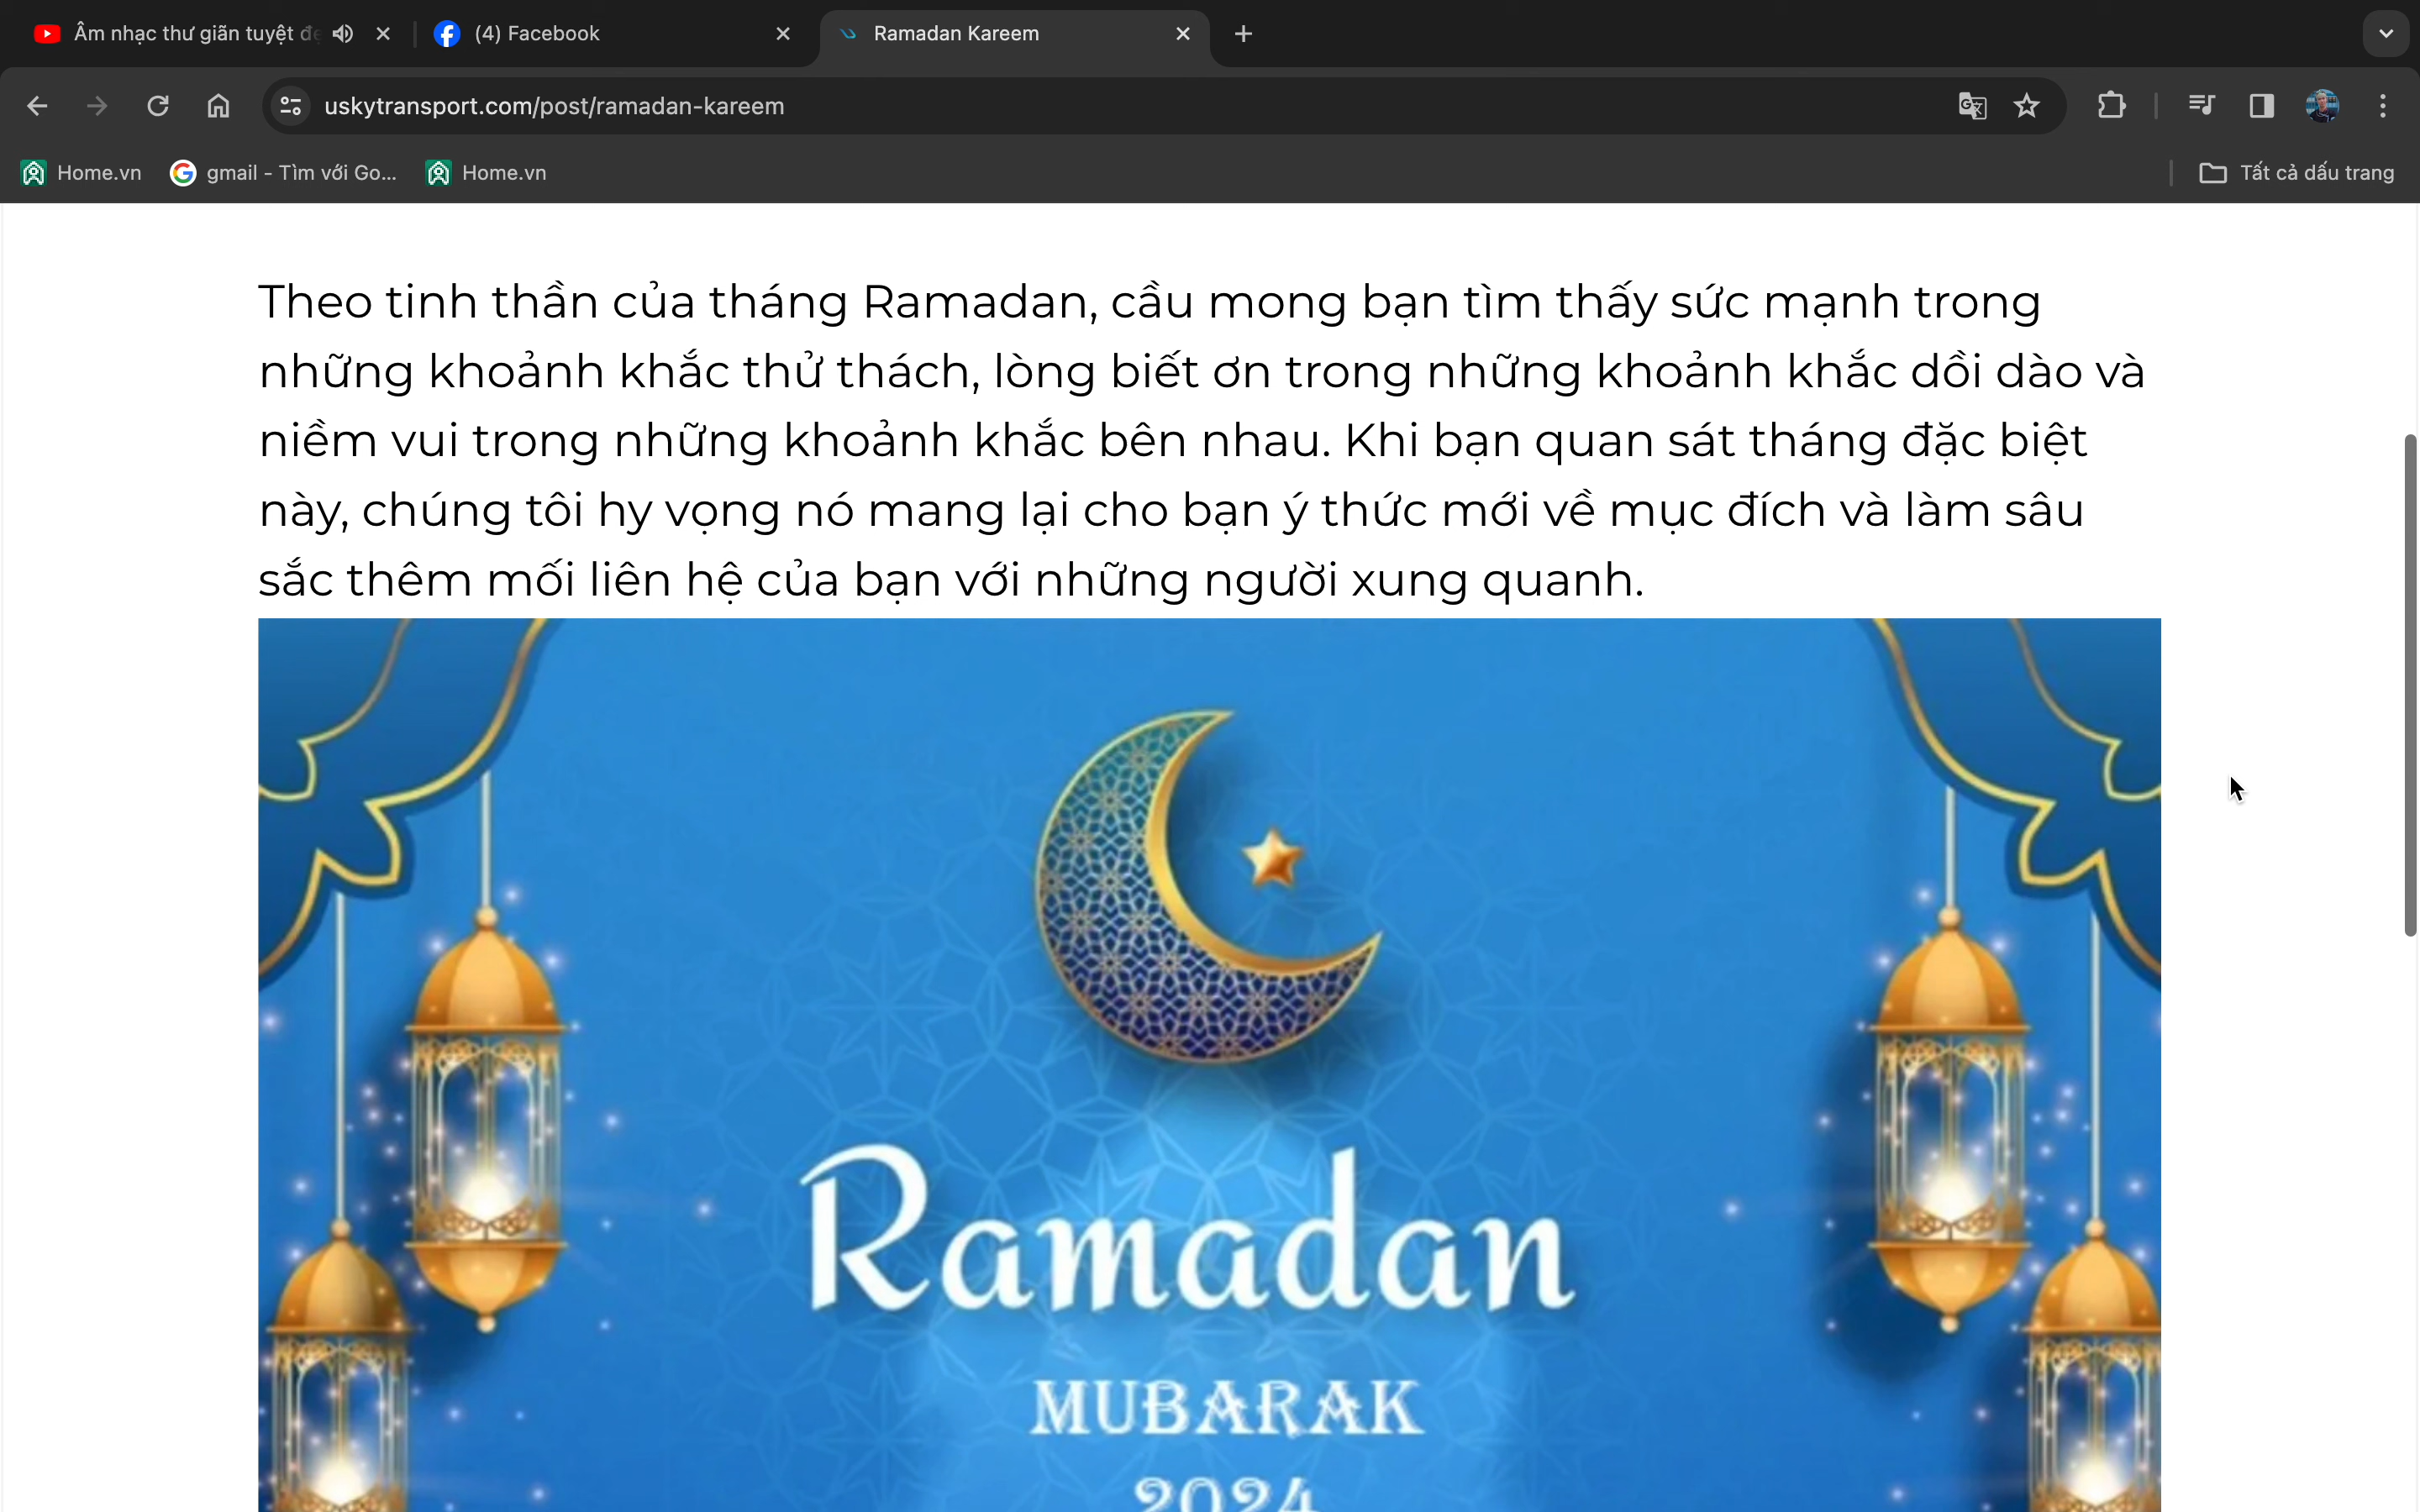 Âm nhạc thư giãn tuyệt
(4) Facebook
Ramadan Kareem
uskytransport.com/post/ramadan-kareem
Home.vn
gmail - Tìm với Go...
Home.vn
Tất cả dấu trang
Theo tinh thần của tháng Ramadan, cầu mong bạn tìm thấy sức mạnh trong
những khoảnh khắc thử thách, lòng biết ơn trong những khoảnh khắc dồi dào và
niềm vui trong những khoảnh khắc bên nhau. Khi bạn quan sát tháng đặc biệt
này, chúng tôi hy vọng nó mang lại cho bạn ý thức mới về mục đích và làm sâu
sắc thêm mối liên hệ của bạn với những người xung quanh.
Ramadan
MUBARAK
2024